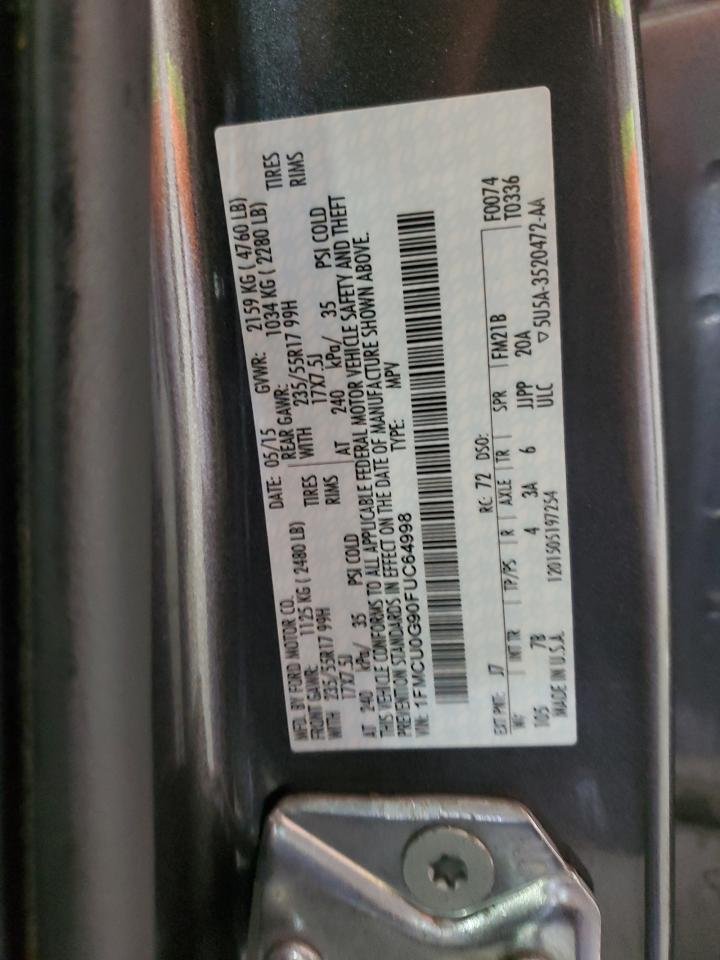 MFD. BY FORD MOTOR CO. DATE: 05/15 GVWR: 2159 KG ( 4760 LB)
FRONT GAWR: 1125 KG ( 2480 LB) REAR GAWR: 1034 KG ( 2280 LB)
WITH 235/55R17 99H TIRES WITH 235/55R17 99H TIRES
17X7.5J RIMS 17X7.5J RIMS
AT 240 kPa/ 35 PSI COLD AT 240 kPa/ 35 PSI COLD
THIS VEHICLE CONFORMS TO ALL APPLICABLE FEDERAL MOTOR VEHICLE SAFETY AND THEFT
PREVENTION STANDARDS IN EFFECT ON THE DATE OF MANUFACTURE SHOWN ABOVE.
VIN: 1FMCU0G90FUC64998 TYPE: MPV
F0074
EXT PNT: J7 RC: 72 DSO: FM21B T0336
WB INT TR TP/PS R AXLE TR SPR
105 7B 4 3A 6 JJPP 20A
MADE IN U.S.A. 1201505197254 ULC ▽5U5A-3520472-AA